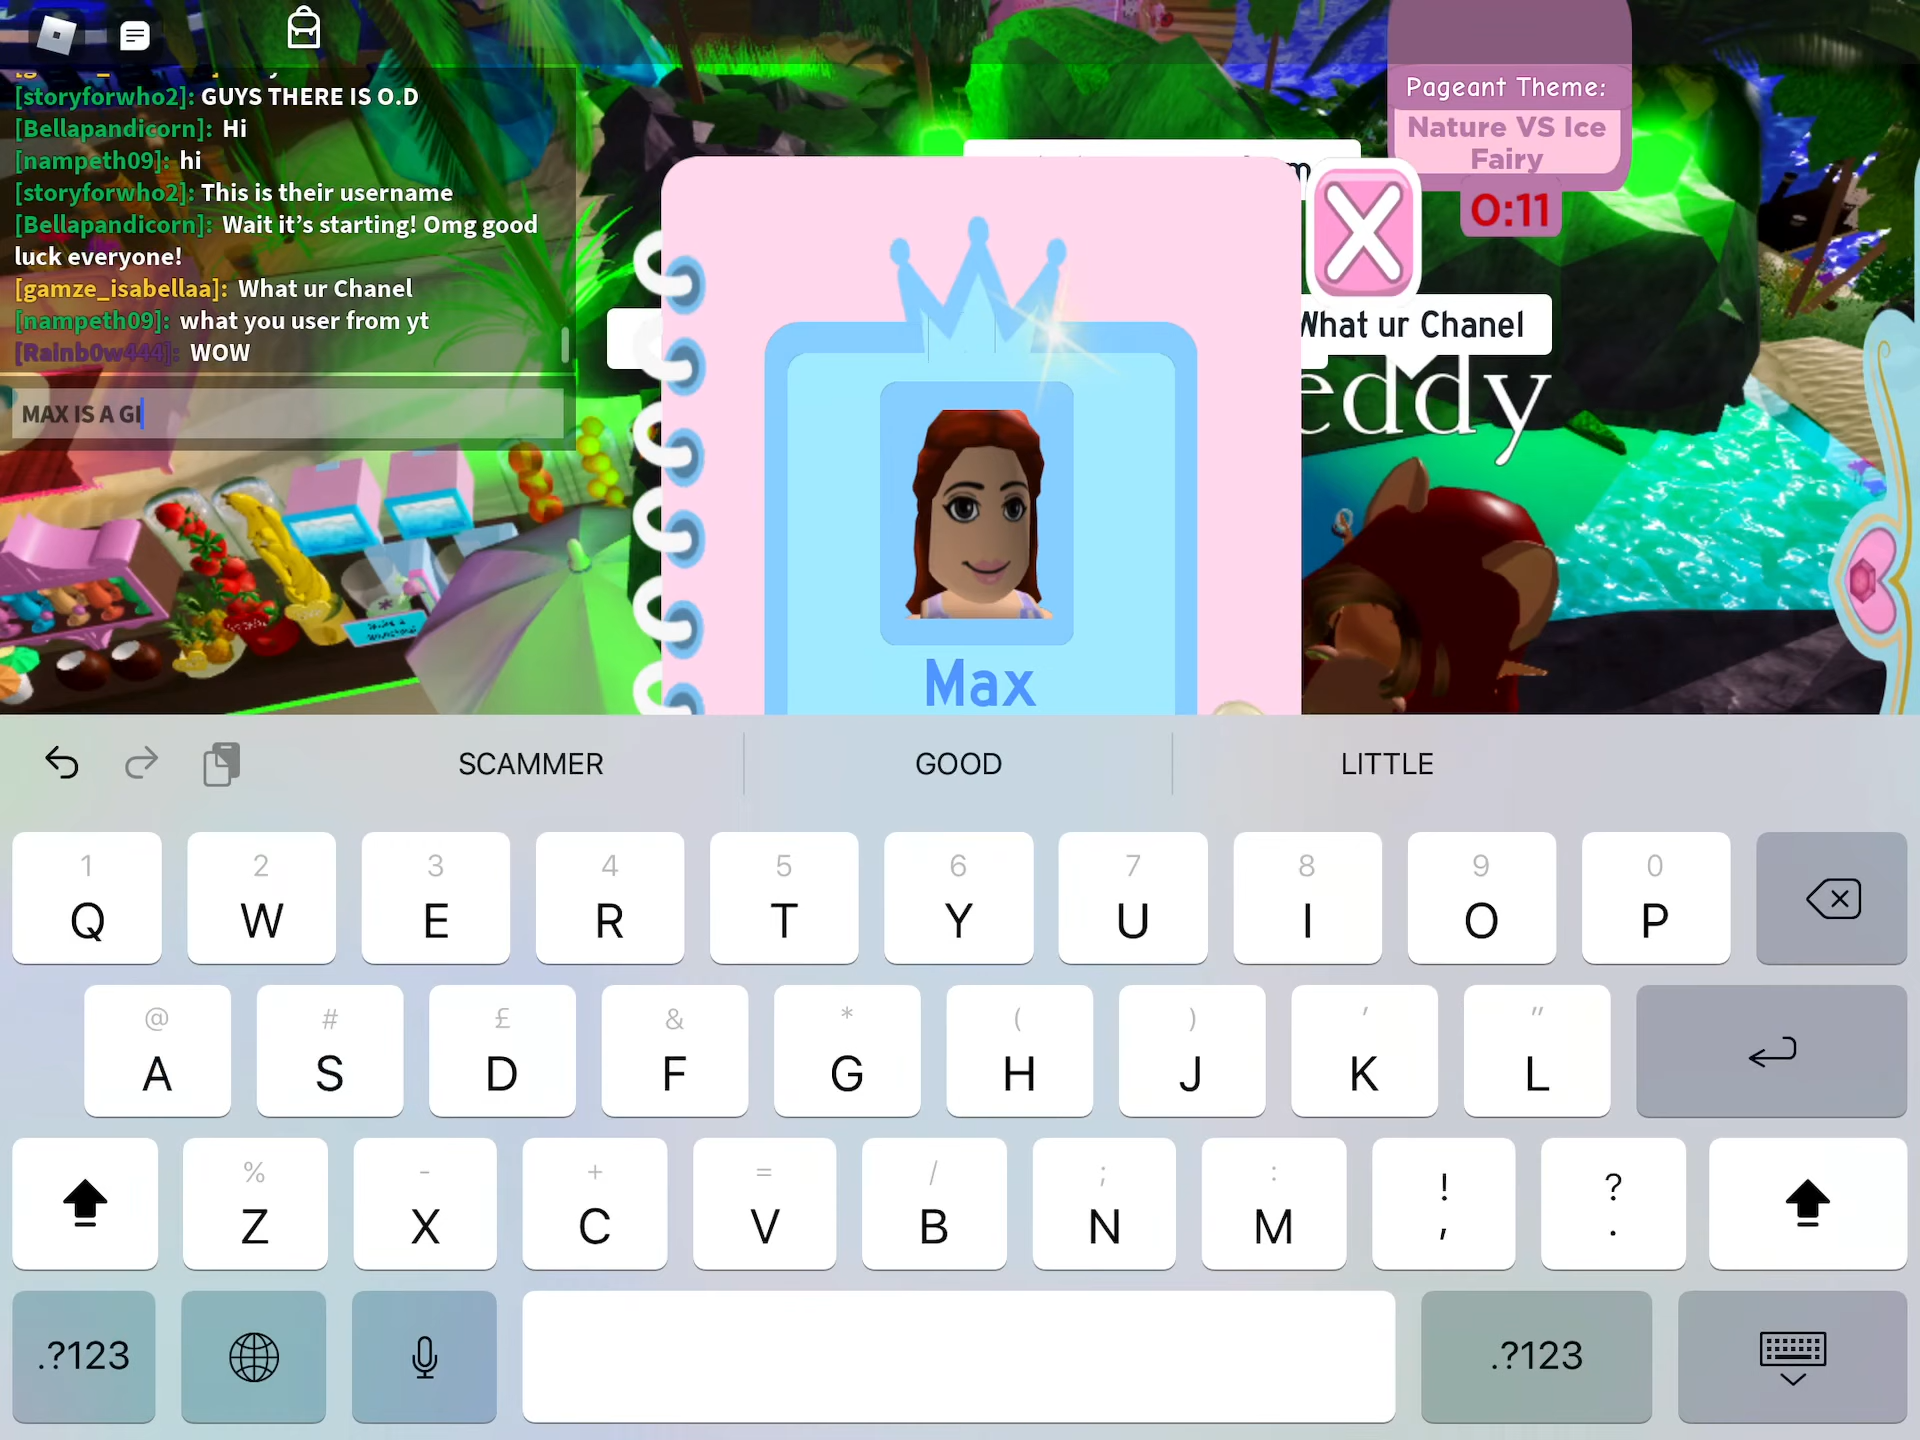 [storyforwho2]: GUYS THERE IS O.D
[Bellapandicorn]: Hi
[nampeth09]: hi
[storyforwho2]: This is their username
[Bellapandicorn]: Wait it’s starting! Omg good
luck everyone!
[gamze_isabellaa]: What ur Chanel
[nampeth09]: what you user from yt
[Rainb0w444]: WOW
MAX IS A GI
Pageant Theme:
Nature VS Ice
Fairy
0:11
X
What ur Chanel
eddy
Max
SCAMMER GOOD LITTLE
1 2 3 4 5 6 7 8 9 0
Q W E R T Y U I O P
@ # £ & * ( ) ' "
A S D F G H J K L
% - + = / ; : ! ?
Z X C V B N M , .
.?123 .?123